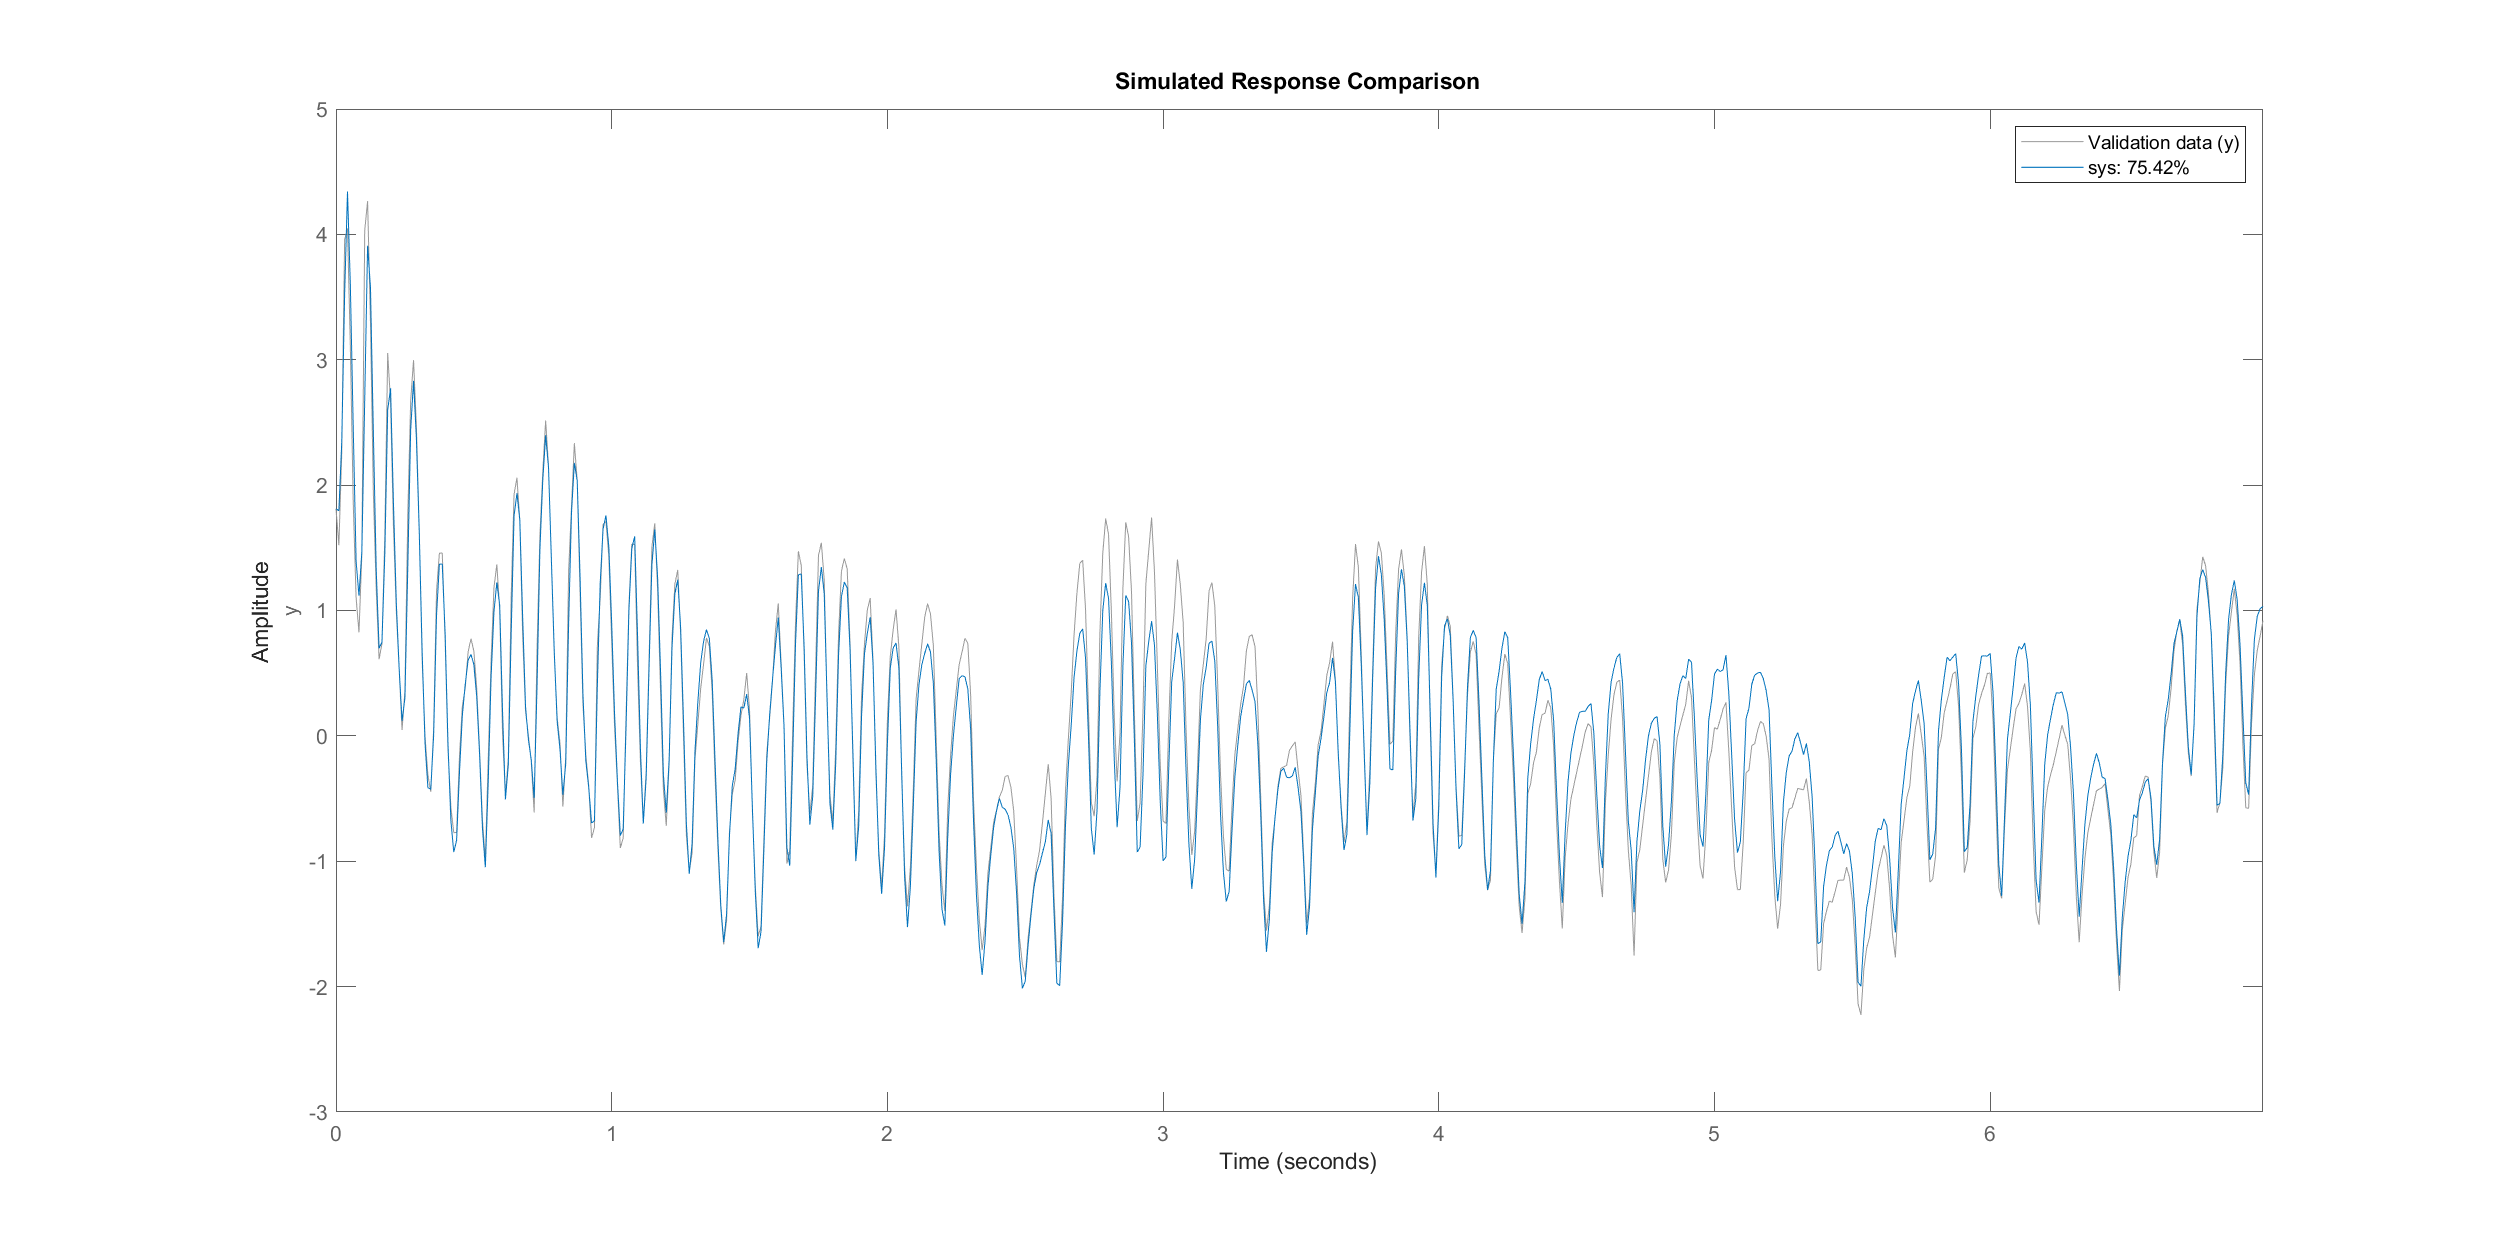 Simulated Response Comparison
Validation data (y)
sys: 75.42%
5
4
3
2
1
0
-1
-2
-3
Amplitude
y
0 1 2 3 4 5 6
Time (seconds)